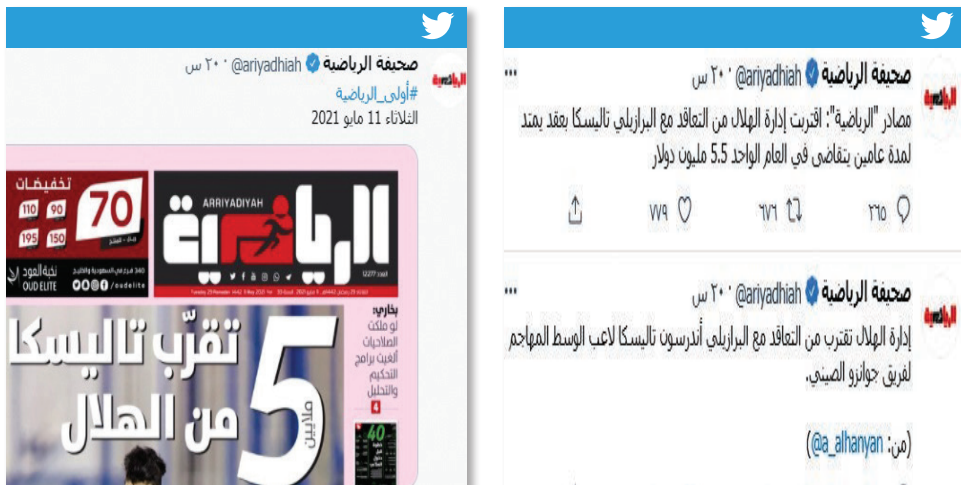 صحيفة الرياضية @ariyadhiah · ٢٠ س
مصادر "الرياضية": اقتربت إدارة الهلال من التعاقد مع البرازيلي تاليسكا بعقد يمتد
لمدة عامين يتقاضى في العام الواحد 5.5 مليون دولار
٢٦٥ ٦٧٦ ٧٧٩
صحيفة الرياضية @ariyadhiah · ٢٠ س
إدارة الهلال تقترب من التعاقد مع البرازيلي أندرسون تاليسكا لاعب الوسط المهاجم
لفريق جوانزو الصيني.
(من: @a_alhanyan)
صحيفة الرياضية @ariyadhiah · ٢٠ س
#أولى_الرياضية
الثلاثاء 11 مايو 2021
الرياضية
ARRIYADIYAH
تخفيضات
70
90 110
150 195
نخبة العود
OUD ELITE
/oudelite
بخاري:
لو ملكت
الصلاحيات
ألغيت برامج
التحكيم
والتحليل
4
40
5
ملايين
تقرّب تاليسكا
من الهلال